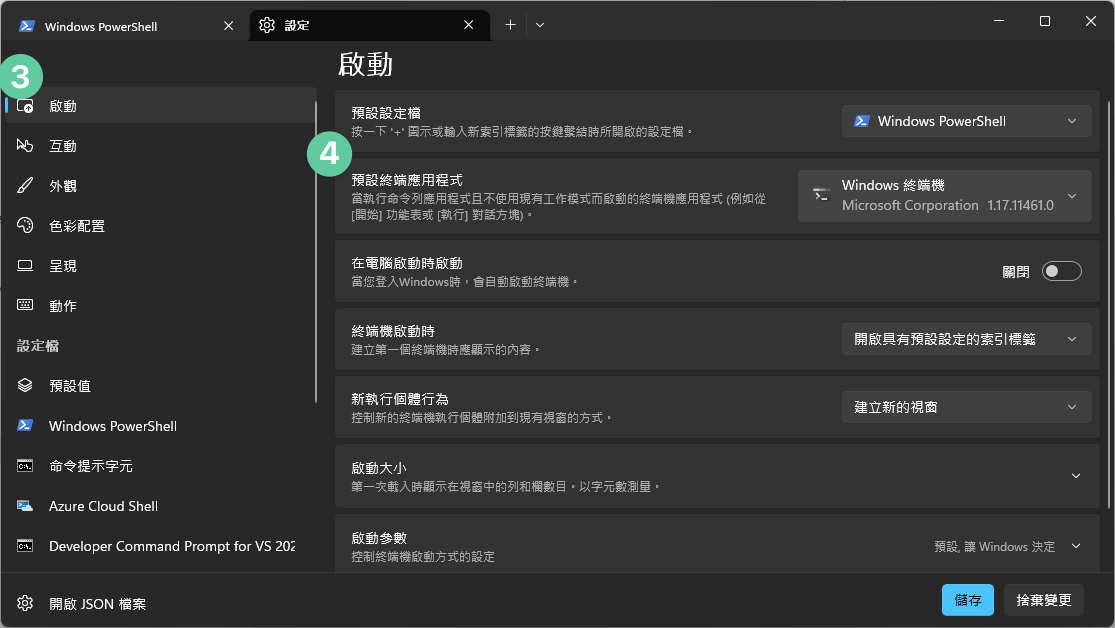 Windows PowerShell
設定
3
啟動
互動
外觀
色彩配置
呈現
動作
設定檔
預設值
Windows PowerShell
命令提示字元
Azure Cloud Shell
Developer Command Prompt for VS 202
開啟 JSON 檔案
啟動
預設設定檔
按一下 '+' 圖示或輸入新索引標籤的按鍵繫結時所開啟的設定檔。
Windows PowerShell
4
預設終端應用程式
當執行命令列應用程式且不使用現有工作模式而啟動的終端機應用程式 (例如從
[開始] 功能表或 [執行] 對話方塊)。
Windows 終端機
Microsoft Corporation 1.17.11461.0
在電腦啟動時啟動
當您登入Windows時，會自動啟動終端機。
關閉
終端機啟動時
建立第一個終端機時應顯示的內容。
開啟具有預設設定的索引標籤
新執行個體行為
控制新的終端機執行個體附加到現有視窗的方式。
建立新的視窗
啟動大小
第一次載入時顯示在視窗中的列和欄數目。以字元數測量。
啟動參數
控制終端機啟動方式的設定
預設, 讓 Windows 決定
儲存
捨棄變更